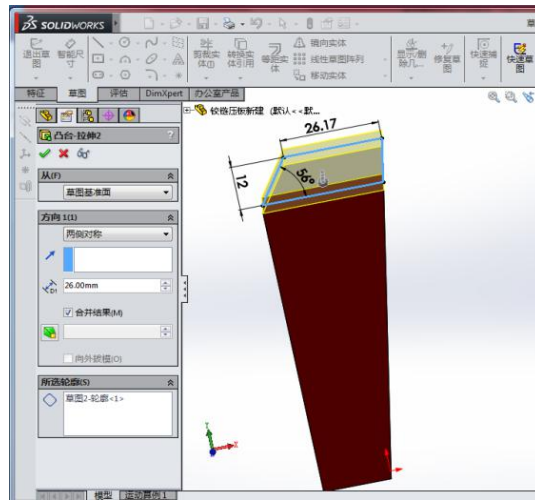 SOLIDWORKS
退出草图
智能尺寸
剪裁实体(I)
转换实体引用
等距实体
镜向实体
线性草图阵列
移动实体
显示/删除几...
修复草图
快速捕捉
快速草图
特征
草图
评估
DimXpert
办公室产品
铰链压板新建 (默认<<默...
凸台-拉伸2
?
从(F)
草图基准面
方向 1(1)
两侧对称
26.00mm
合并结果(M)
向外拔模(O)
所选轮廓(S)
草图2-轮廓<1>
26.17
12
56°
模型
运动算例 1